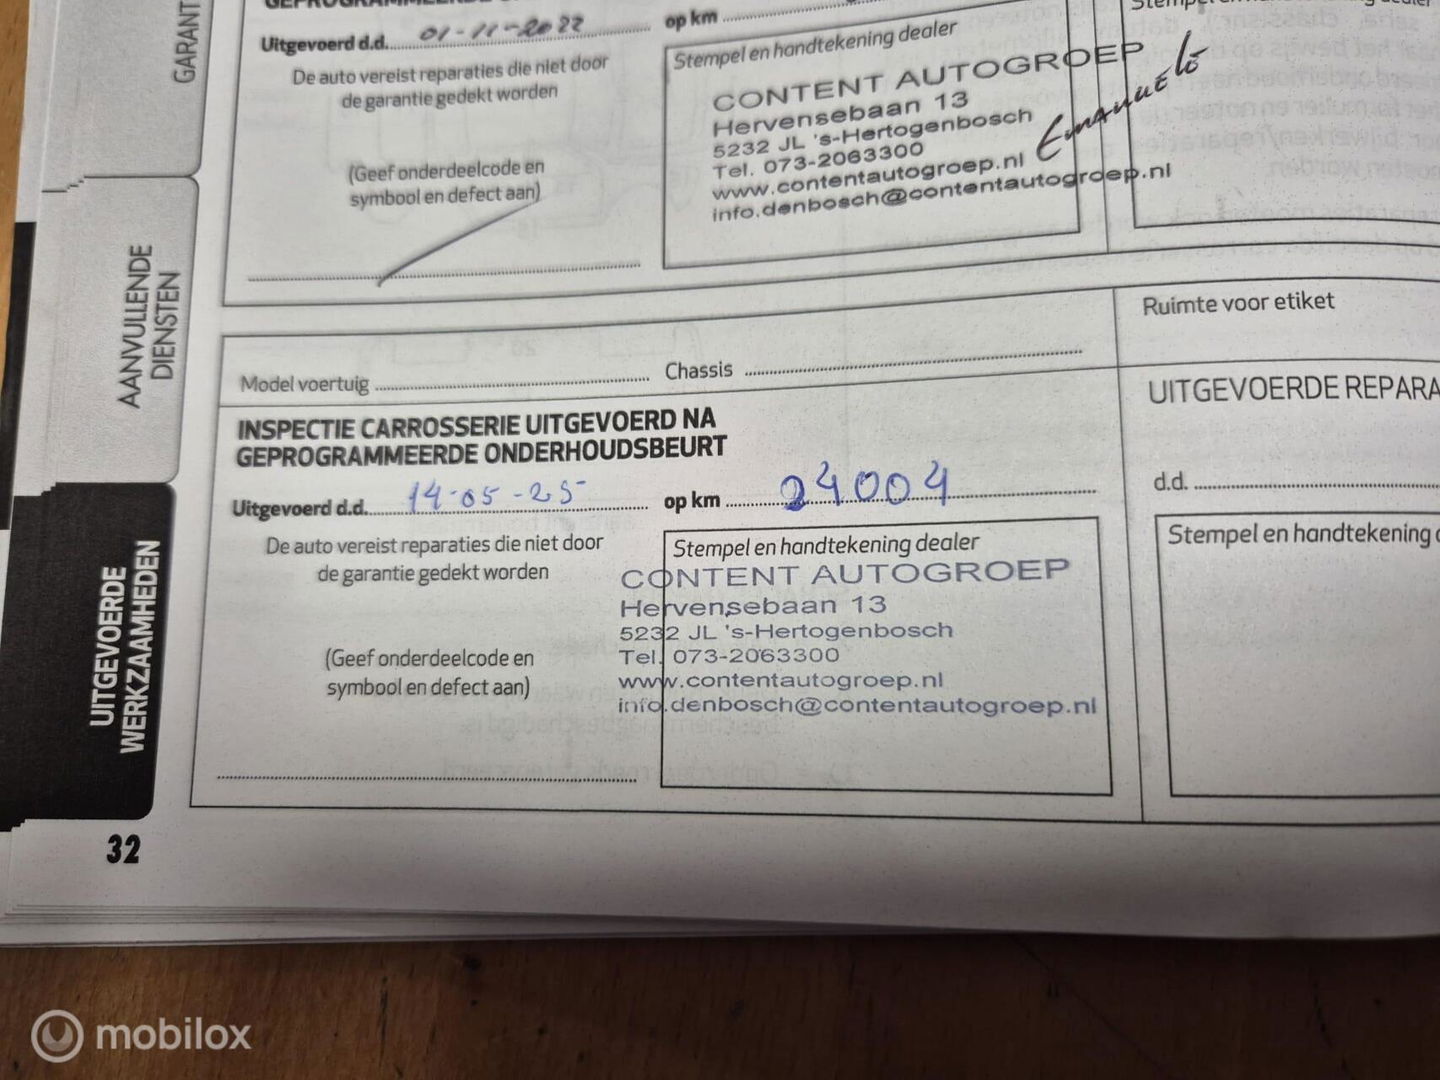 GARANT
Uitgevoerd d.d. 01-11-2022 op km
De auto vereist reparaties die niet door
de garantie gedekt worden
(Geef onderdeelcode en
symbool en defect aan)
Stempel en handtekening dealer
CONTENT AUTOGROEP
Hervensebaan 13
5232 JL 's-Hertogenbosch
Tel. 073-2063300
www.contentautogroep.nl
info.denbosch@contentautogroep.nl
AANVULLENDE
DIENSTEN
Model voertuig Chassis
Ruimte voor etiket
INSPECTIE CARROSSERIE UITGEVOERD NA
GEPROGRAMMEERDE ONDERHOUDSBEURT
UITGEVOERDE REPARA
Uitgevoerd d.d. 14-05-25 op km 24004
d.d.
De auto vereist reparaties die niet door
de garantie gedekt worden
(Geef onderdeelcode en
symbool en defect aan)
Stempel en handtekening dealer
CONTENT AUTOGROEP
Hervensebaan 13
5232 JL 's-Hertogenbosch
Tel. 073-2063300
www.contentautogroep.nl
info.denbosch@contentautogroep.nl
Stempel en handtekening
UITGEVOERDE
WERKZAAMHEDEN
32
mobilox